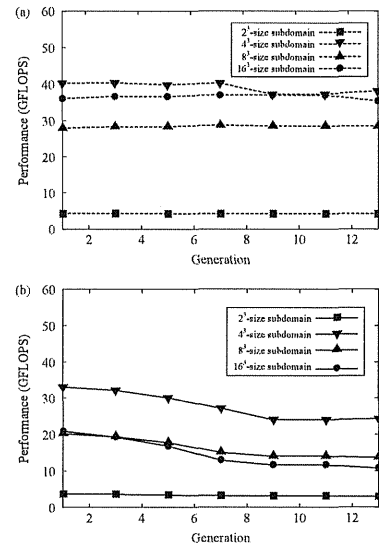 (a)
60
50
40
30
20
10
0
Performance (GFLOPS)
2³-size subdomain
4³-size subdomain
8³-size subdomain
16³-size subdomain
2 4 6 8 10 12
Generation
(b)
60
50
40
30
20
10
0
Performance (GFLOPS)
2³-size subdomain
4³-size subdomain
8³-size subdomain
16³-size subdomain
2 4 6 8 10 12
Generation